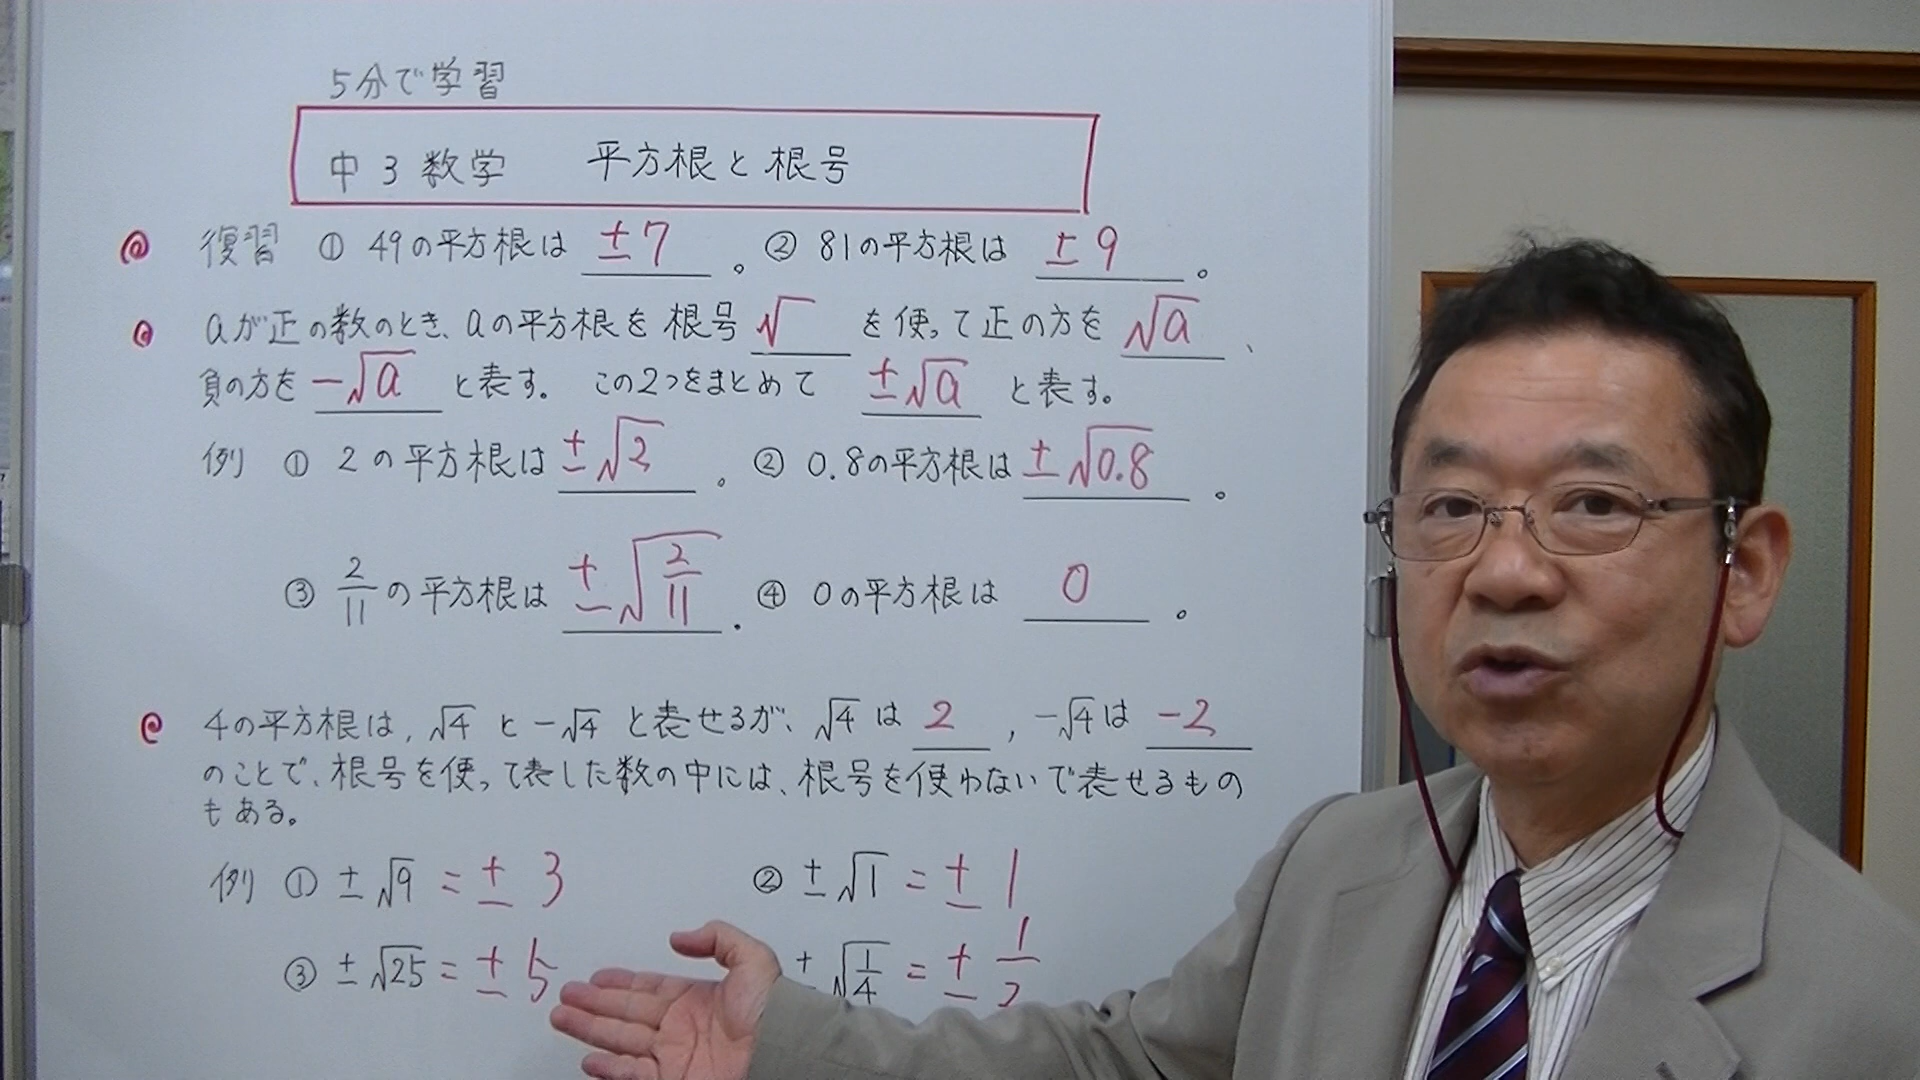 5分で学習
中3数学 平方根と根号
復習 ① 49の平方根は ±7 。 ② 81の平方根は ±9 。
aが正の数のとき、aの平方根を根号 √ を使って正の方を √a 、
負の方を -√a と表す。 この2つをまとめて ±√a と表す。
例 ① 2の平方根は ±√2 。 ② 0.8の平方根は ±√0.8 。
③ 2/11 の平方根は ±√(2/11) . ④ 0の平方根は 0 。
4の平方根は, √4 と -√4 と表せるが、√4 は 2 , -√4は -2
のことで、根号を使って表した数の中には、根号を使わないで表せるもの
もある。
例 ① ±√9 = ±3 ② ±√1 = ±1
③ ±√25 = ±5 ±√(1/4) = ±1/2